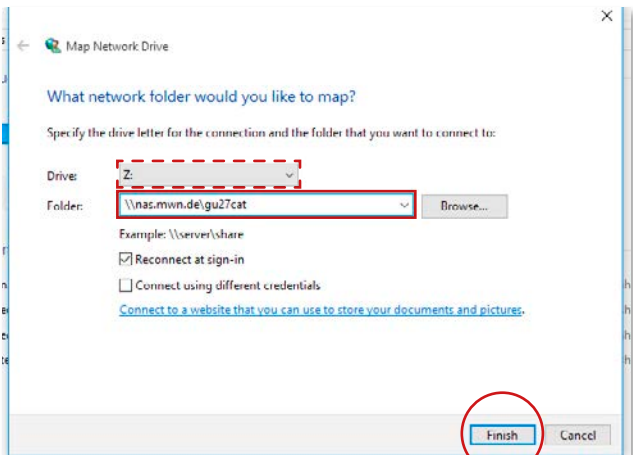 Map Network Drive
What network folder would you like to map?
Specify the drive letter for the connection and the folder that you want to connect to:
Drive: Z:
Folder: \\nas.mwn.de\gu27cat Browse...
Example: \\server\share
Reconnect at sign-in
Connect using different credentials
Connect to a website that you can use to store your documents and pictures.
Finish Cancel